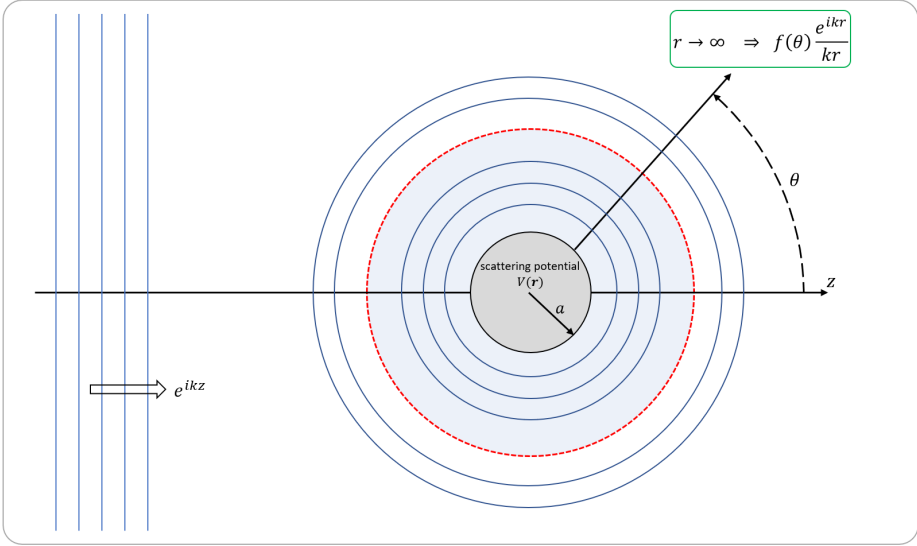 r → ∞ ⇒ f(θ) e^{ikr}/kr
θ
scattering potential
V(r)
a
z
e^{ikz}